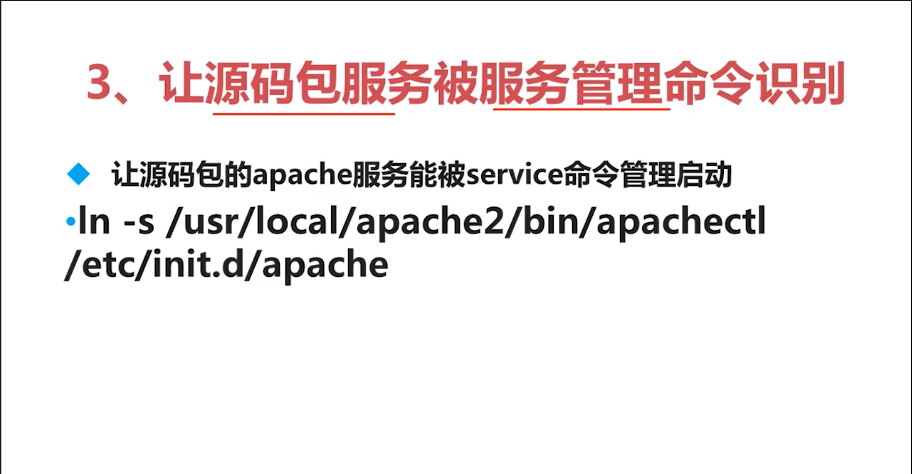 3、让源码包服务被服务管理命令识别
◆ 让源码包的apache服务能被service命令管理启动
•ln -s /usr/local/apache2/bin/apachectl
/etc/init.d/apache